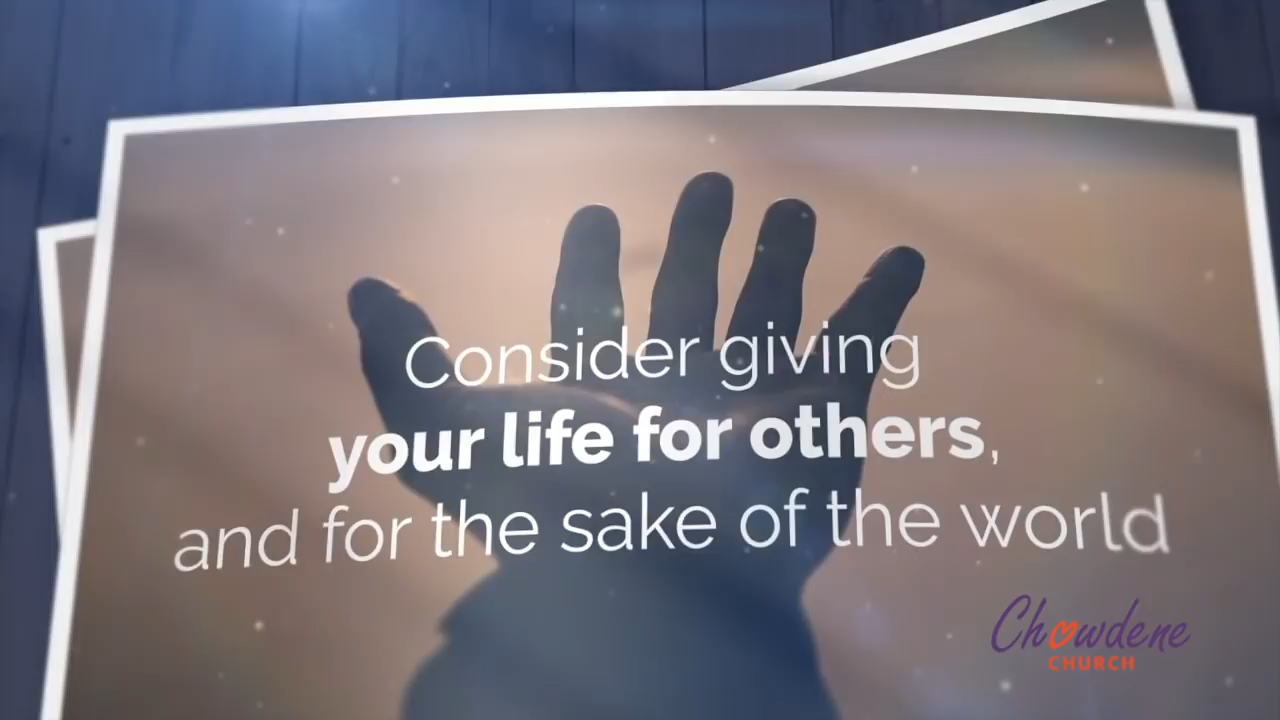 Consider giving
your life for others,
and for the sake of the world
Chowdene
CHURCH